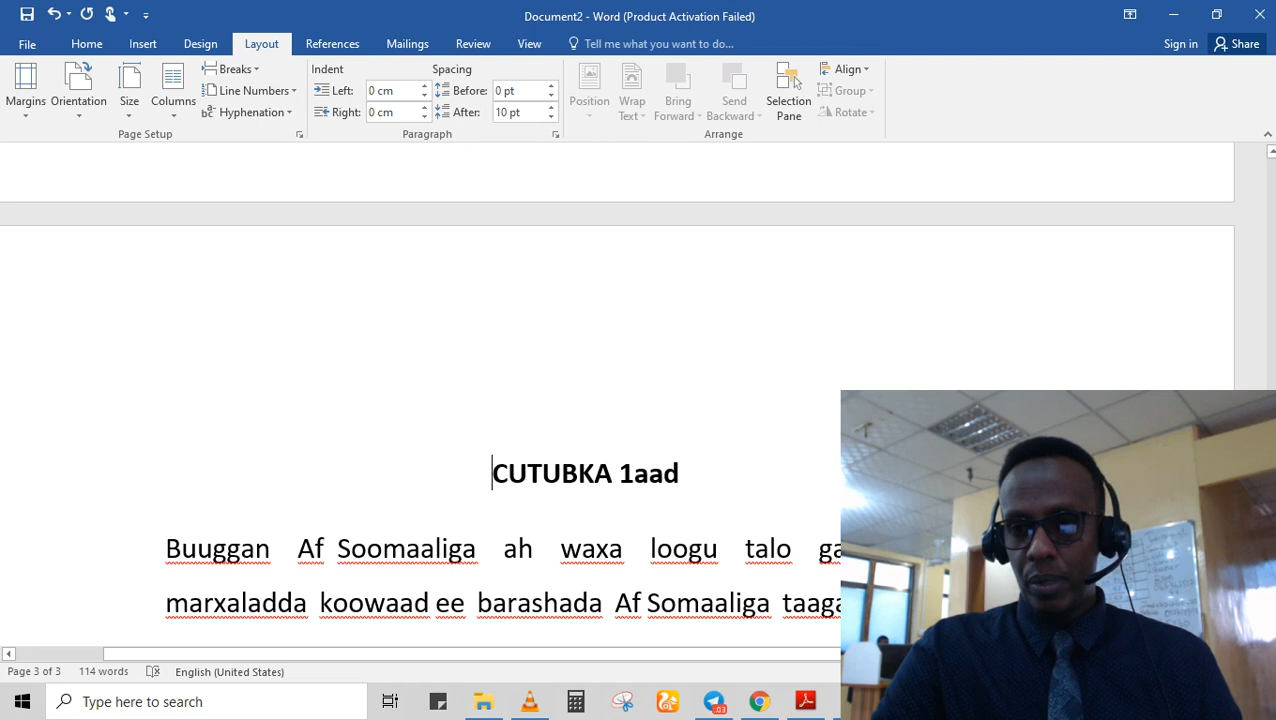 Document2 - Word (Product Activation Failed)
File Home Insert Design Layout References Mailings Review View Tell me what you want to do... Sign in Share
Margins Orientation Size Columns
Breaks
Line Numbers
Hyphenation
Page Setup
Indent Spacing
Left: 0 cm Before: 0 pt
Right: 0 cm After: 10 pt
Paragraph
Position Wrap Text Bring Forward Send Backward Selection Pane
Align
Group
Rotate
Arrange
CUTUBKA 1aad
Buuggan Af Soomaaliga ah waxa loogu talo ga
marxaladda koowaad ee barashada Af Somaaliga taaga
Page 3 of 3 114 words English (United States)
Type here to search
03